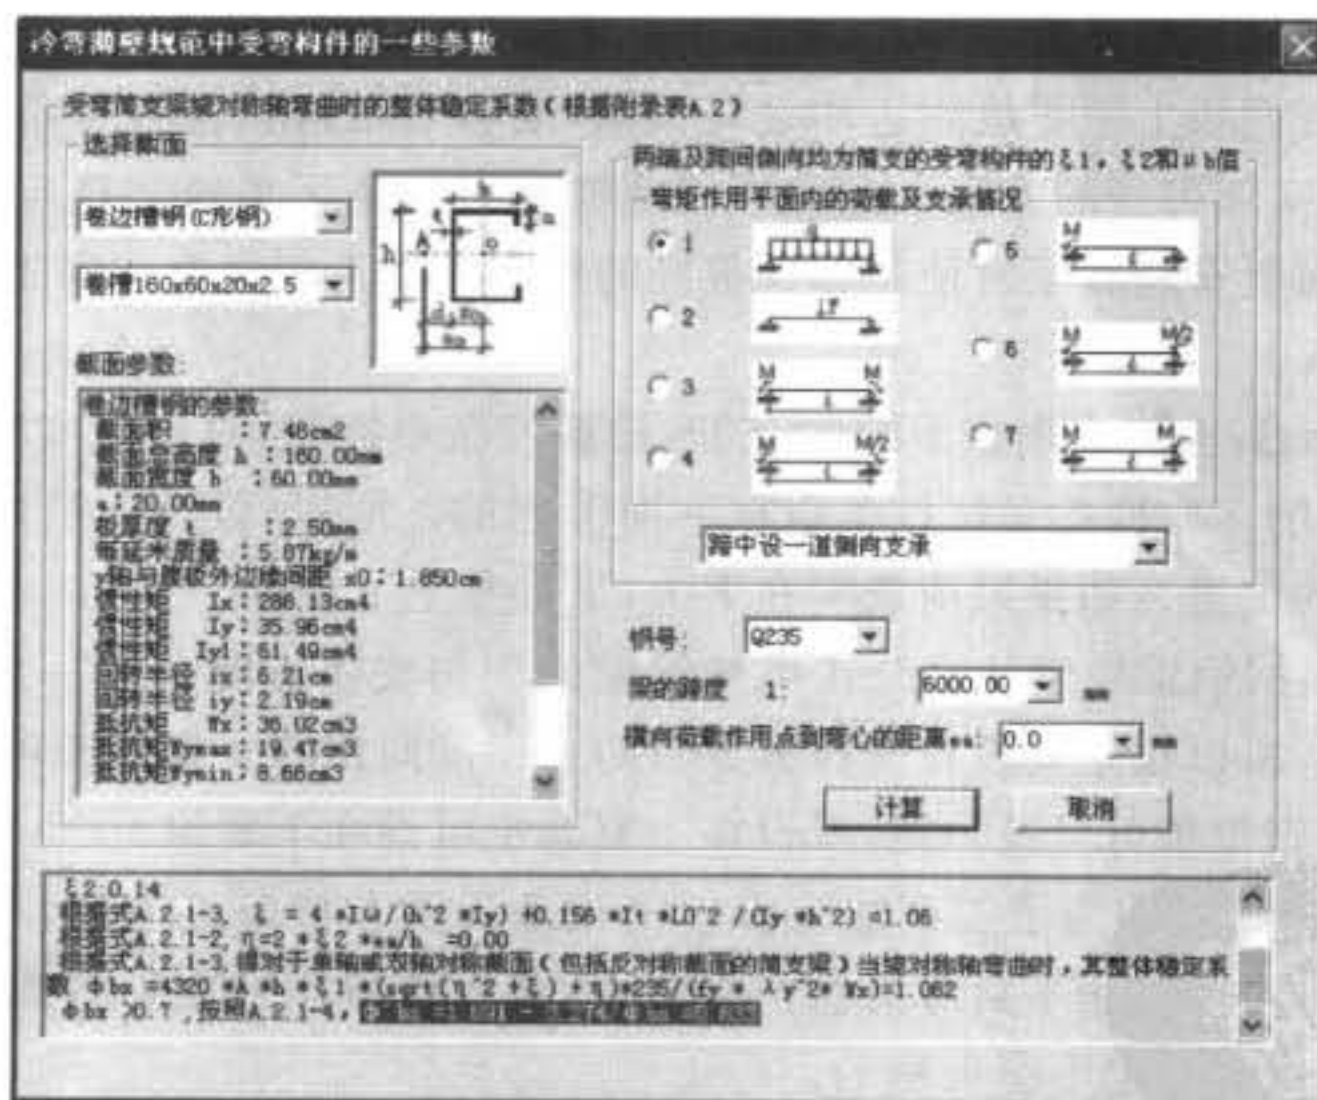 冷弯薄壁规范中受弯构件的一些参数
受弯简支梁绕对称轴弯曲时的整体稳定系数(根据附录表A.2)
选择截面
卷边槽钢(C形钢)
卷槽160x60x20x2.5
b
h
A
o
截面参数:
卷边槽钢的参数:
截面积 :7.48cm2
截面总高度 h :160.00mm
截面宽度 b :60.00mm
a:20.00mm
板厚度 t :2.50mm
每延米质量 :5.87kg/m
y轴与腹板外边缘间距 x0:1.850cm
惯性矩 Ix:288.13cm4
惯性矩 Iy:35.96cm4
惯性矩 Iy1:61.49cm4
回转半径 ix:6.21cm
回转半径 iy:2.19cm
抵抗矩 Wx:36.02cm3
抵抗矩Wymax:19.47cm3
抵抗矩Wymin:8.66cm3
两端及跨间侧向均为简支的受弯构件的ξ1,ξ2和μb值
弯矩作用平面内的荷载及支承情况
1
2
F
3
M M
l
4
M M/2
l
5
M
l
6
M M/2
l
7
M M
l
跨中设一道侧向支承
钢号: Q235
梁的跨度 l: 6000.00 mm
横向荷载作用点到弯心的距离ea: 0.0 mm
计算 取消
ξ2:0.14
根据式A.2.1-3, ξ = 4 *Iω/(h^2 *Iy) +0.156 *It *L0^2 /(Iy *h^2) =1.06
根据式A.2.1-2, η=2 *ξ2 *ea/h =0.00
根据式A.2.1-3,得对于单轴或双轴对称截面(包括反对称截面的简支梁)当绕对称轴弯曲时,其整体稳定系
数 φbx =4320 *A *h *ξ1 *(sqrt(η^2 +ξ) + η)*235/(fy * λy^2* Wx)=1.062
φbx >0.7 ,按照A.2.1-4,